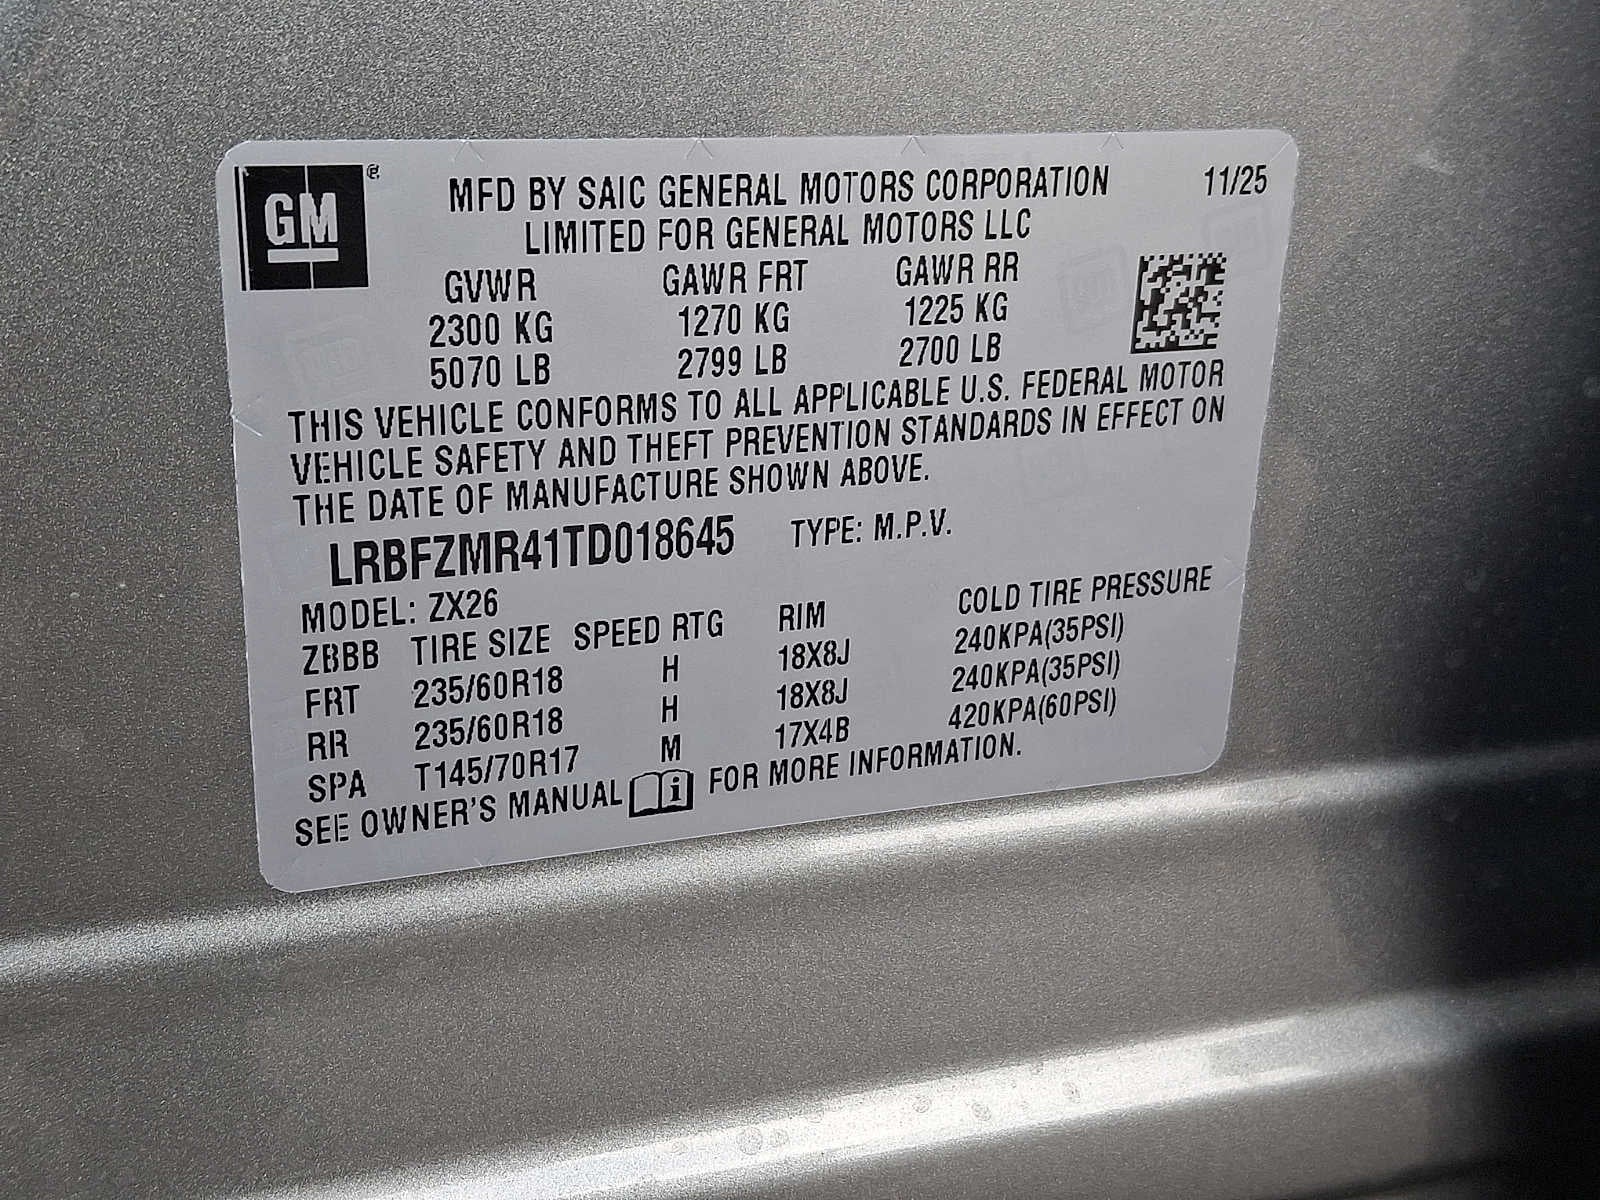 GM ®
MFD BY SAIC GENERAL MOTORS CORPORATION 11/25
LIMITED FOR GENERAL MOTORS LLC
GVWR GAWR FRT GAWR RR
2300 KG 1270 KG 1225 KG
5070 LB 2799 LB 2700 LB
THIS VEHICLE CONFORMS TO ALL APPLICABLE U.S. FEDERAL MOTOR
VEHICLE SAFETY AND THEFT PREVENTION STANDARDS IN EFFECT ON
THE DATE OF MANUFACTURE SHOWN ABOVE.
LRBFZMR41TD018645 TYPE: M.P.V.
MODEL: ZX26
ZBBB TIRE SIZE SPEED RTG RIM COLD TIRE PRESSURE
FRT 235/60R18 H 18X8J 240KPA(35PSI)
RR 235/60R18 H 18X8J 240KPA(35PSI)
SPA T145/70R17 M 17X4B 420KPA(60PSI)
SEE OWNER'S MANUAL i FOR MORE INFORMATION.